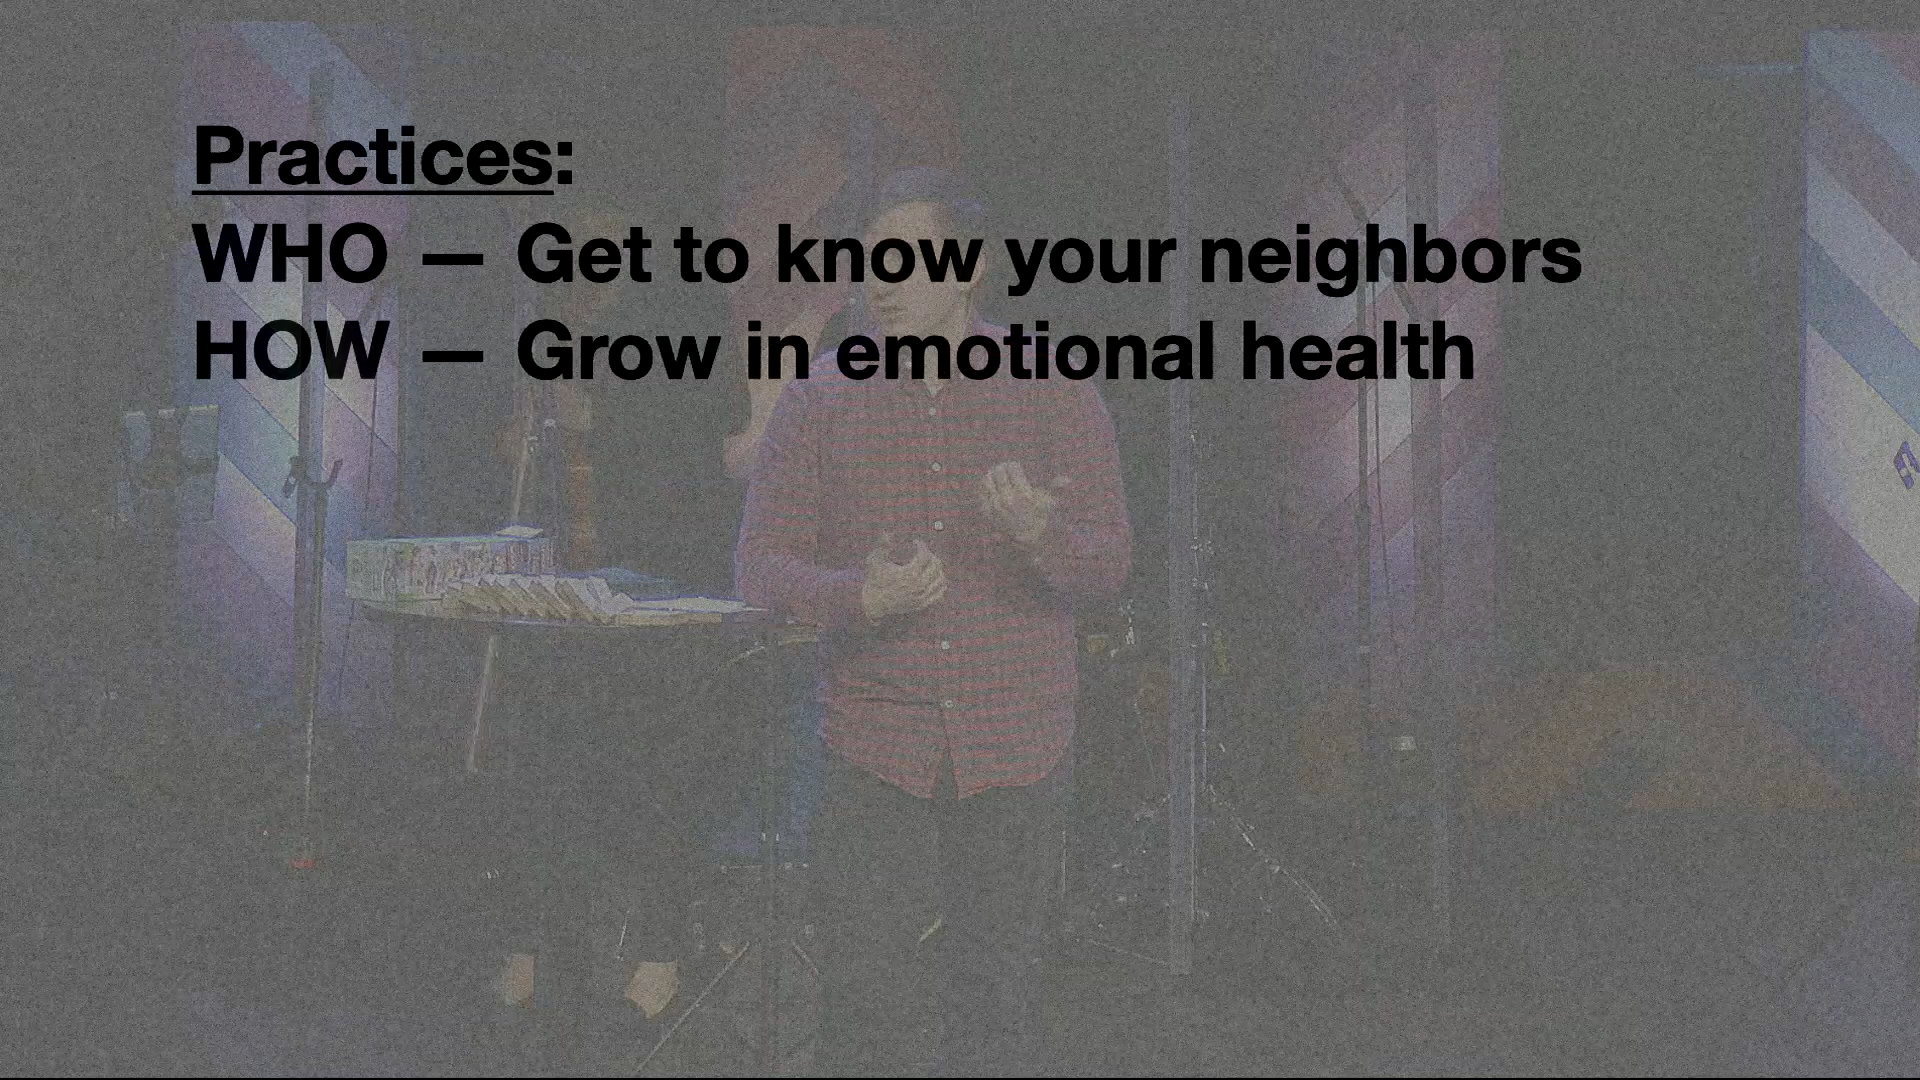 Practices:
WHO — Get to know your neighbors
HOW — Grow in emotional health